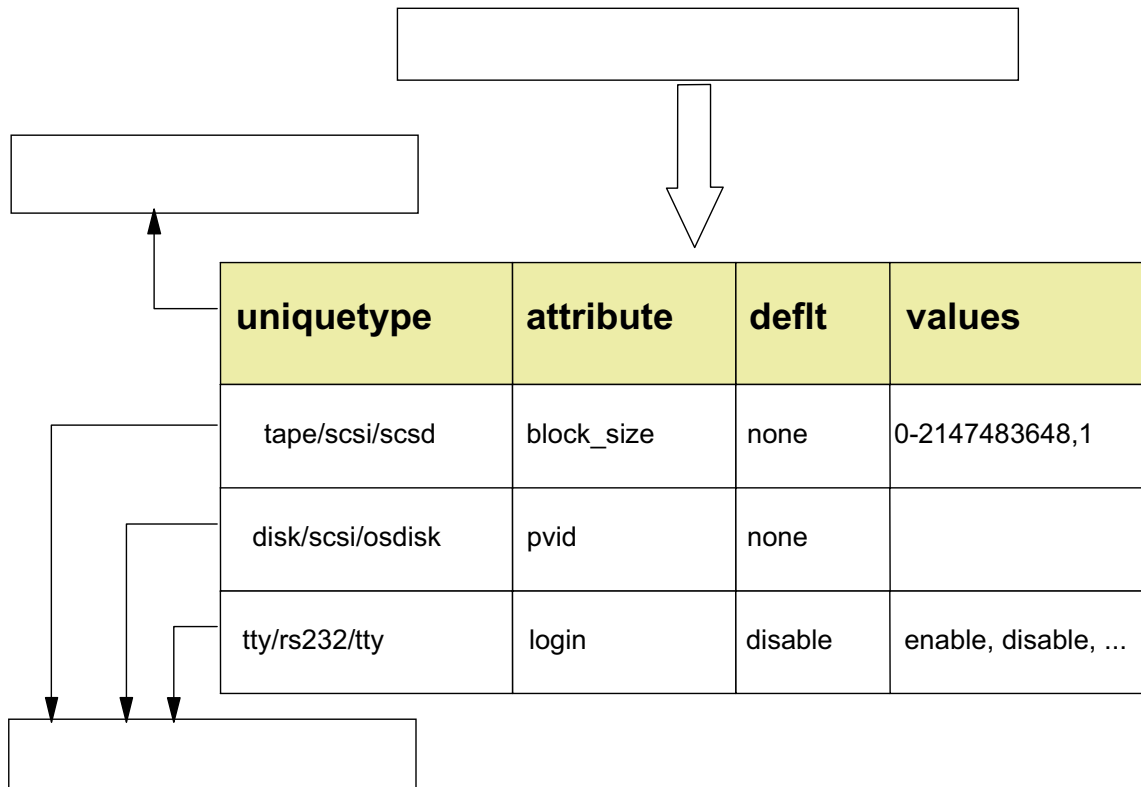 uniquetype attribute deflt values
tape/scsi/scsd block_size none 0-2147483648,1
disk/scsi/osdisk pvid none
tty/rs232/tty login disable enable, disable, ...